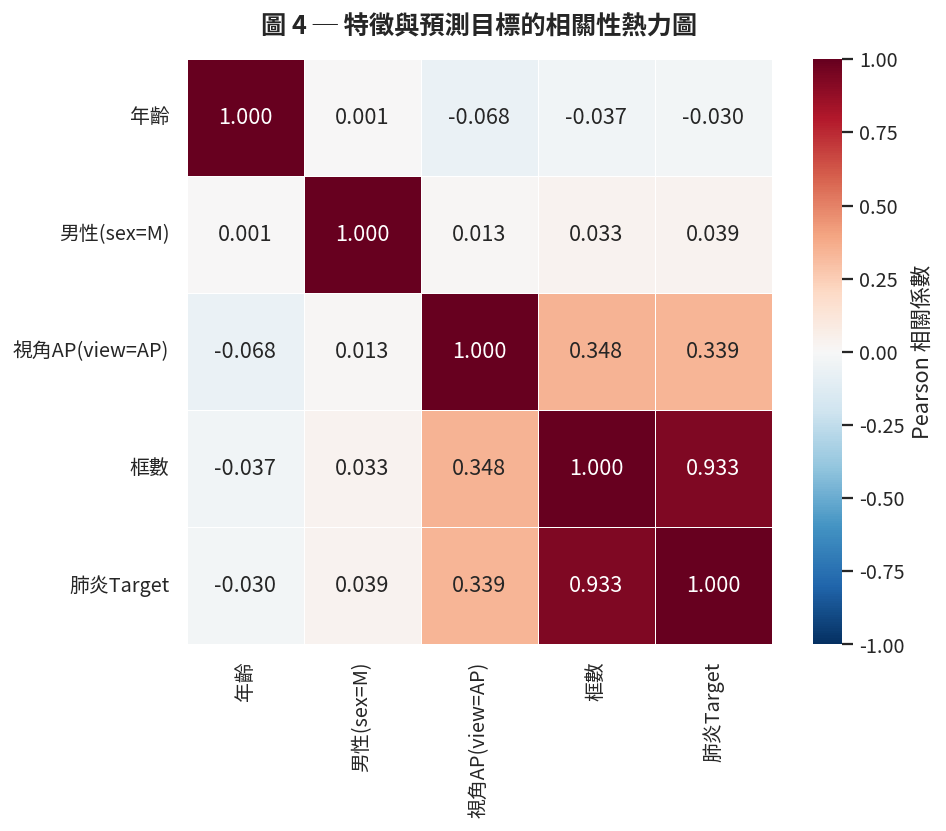 圖 4 — 特徵與預測目標的相關性熱力圖
年齡 1.000 0.001 -0.068 -0.037 -0.030
男性(sex=M) 0.001 1.000 0.013 0.033 0.039
視角AP(view=AP) -0.068 0.013 1.000 0.348 0.339
框數 -0.037 0.033 0.348 1.000 0.933
肺炎Target -0.030 0.039 0.339 0.933 1.000
年齡
男性(sex=M)
視角AP(view=AP)
框數
肺炎Target
1.00
0.75
0.50
0.25
0.00
-0.25
-0.50
-0.75
-1.00
Pearson 相關係數